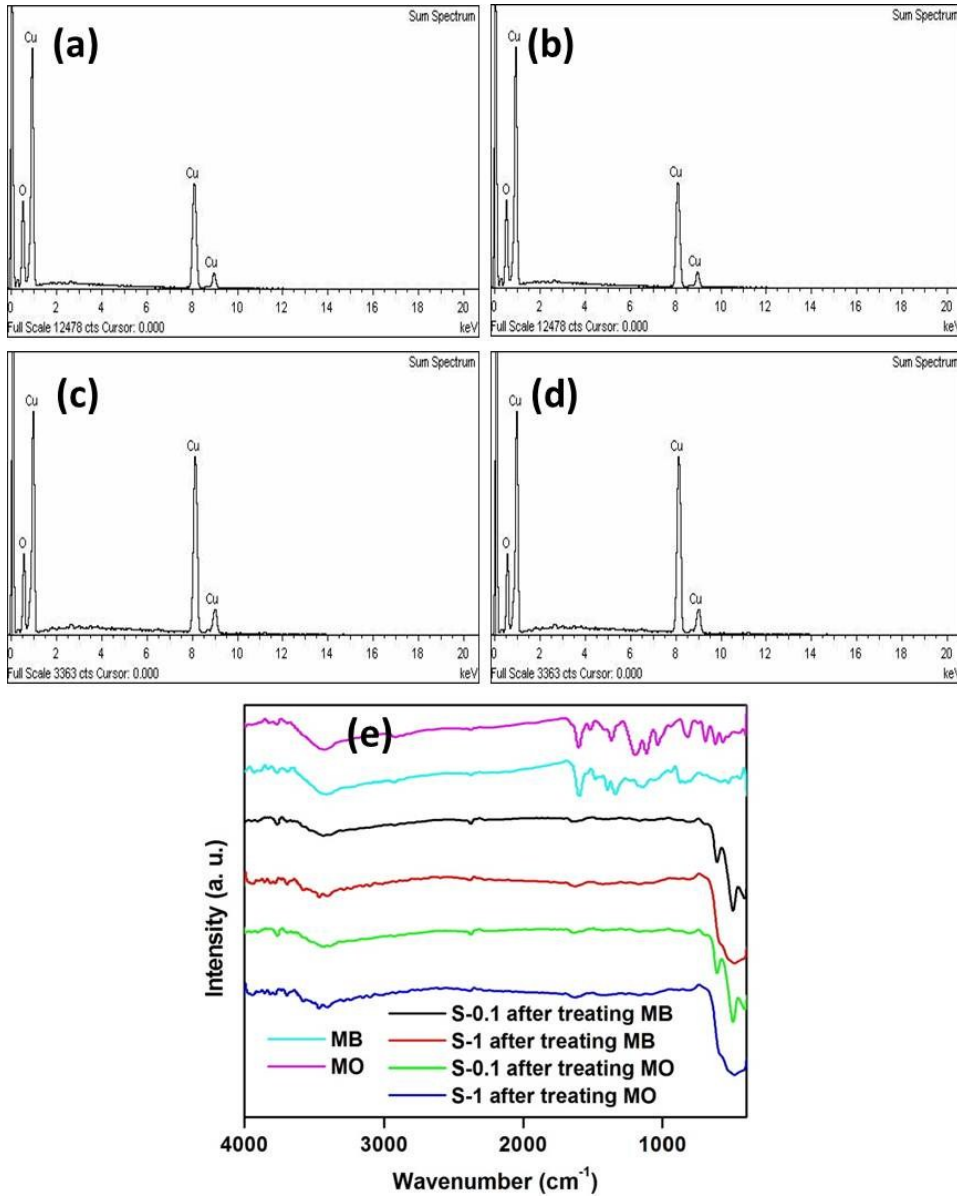 Sum Spectrum
(a)
Cu
O
Cu
Cu
0 2 4 6 8 10 12 14 16 18 20
Full Scale 12478 cts Cursor: 0.000 keV
Sum Spectrum
(b)
Cu
O
Cu
Cu
0 2 4 6 8 10 12 14 16 18 20
Full Scale 12478 cts Cursor: 0.000 keV
Sum Spectrum
(c)
Cu
Cu
O
Cu
0 2 4 6 8 10 12 14 16 18 20
Full Scale 3363 cts Cursor: 0.000 keV
Sum Spectrum
(d)
Cu
Cu
O
Cu
0 2 4 6 8 10 12 14 16 18 20
Full Scale 3363 cts Cursor: 0.000 keV
(e)
Intensity (a. u.)
MB
MO
S-0.1 after treating MB
S-1 after treating MB
S-0.1 after treating MO
S-1 after treating MO
4000 3000 2000 1000
Wavenumber (cm⁻¹)